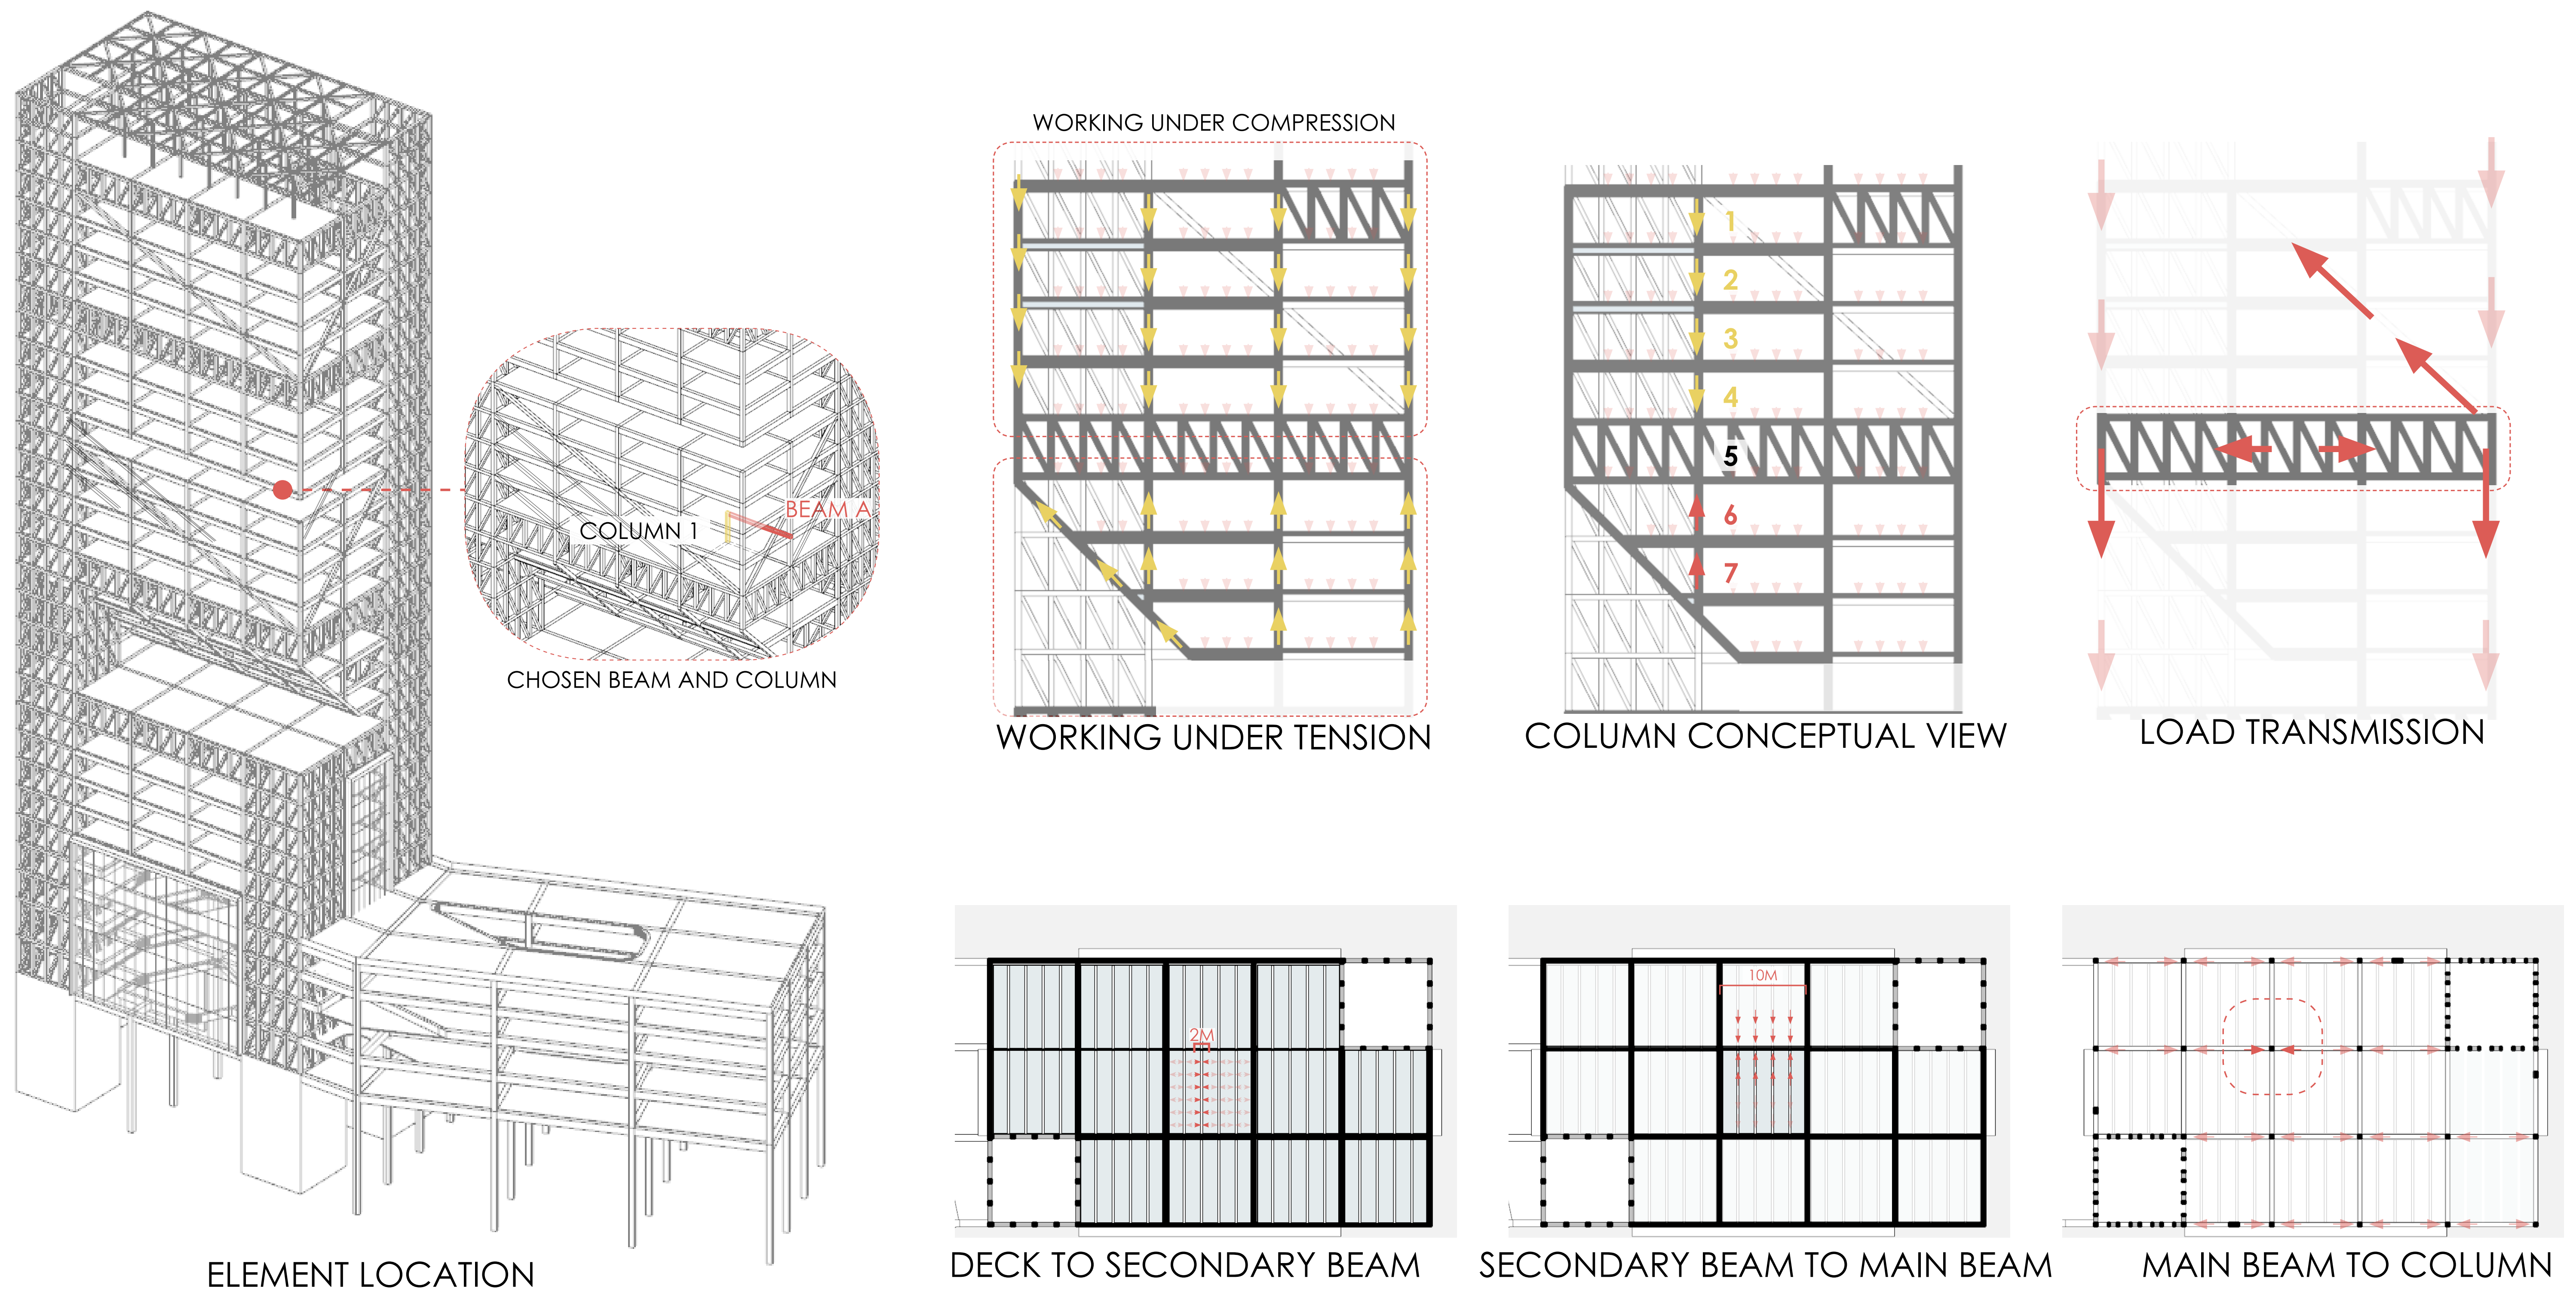 WORKING UNDER COMPRESSION
1
2
3
4
5
6
7
BEAM A
COLUMN 1
CHOSEN BEAM AND COLUMN
WORKING UNDER TENSION
COLUMN CONCEPTUAL VIEW
LOAD TRANSMISSION
2M
10M
ELEMENT LOCATION
DECK TO SECONDARY BEAM
SECONDARY BEAM TO MAIN BEAM
MAIN BEAM TO COLUMN